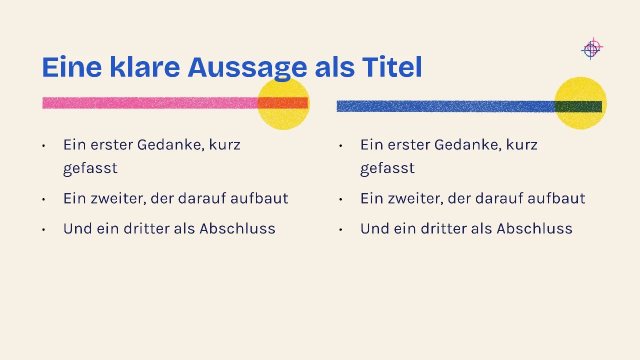 Eine klare Aussage als Titel
• Ein erster Gedanke, kurz
gefasst
• Ein zweiter, der darauf aufbaut
• Und ein dritter als Abschluss
• Ein erster Gedanke, kurz
gefasst
• Ein zweiter, der darauf aufbaut
• Und ein dritter als Abschluss